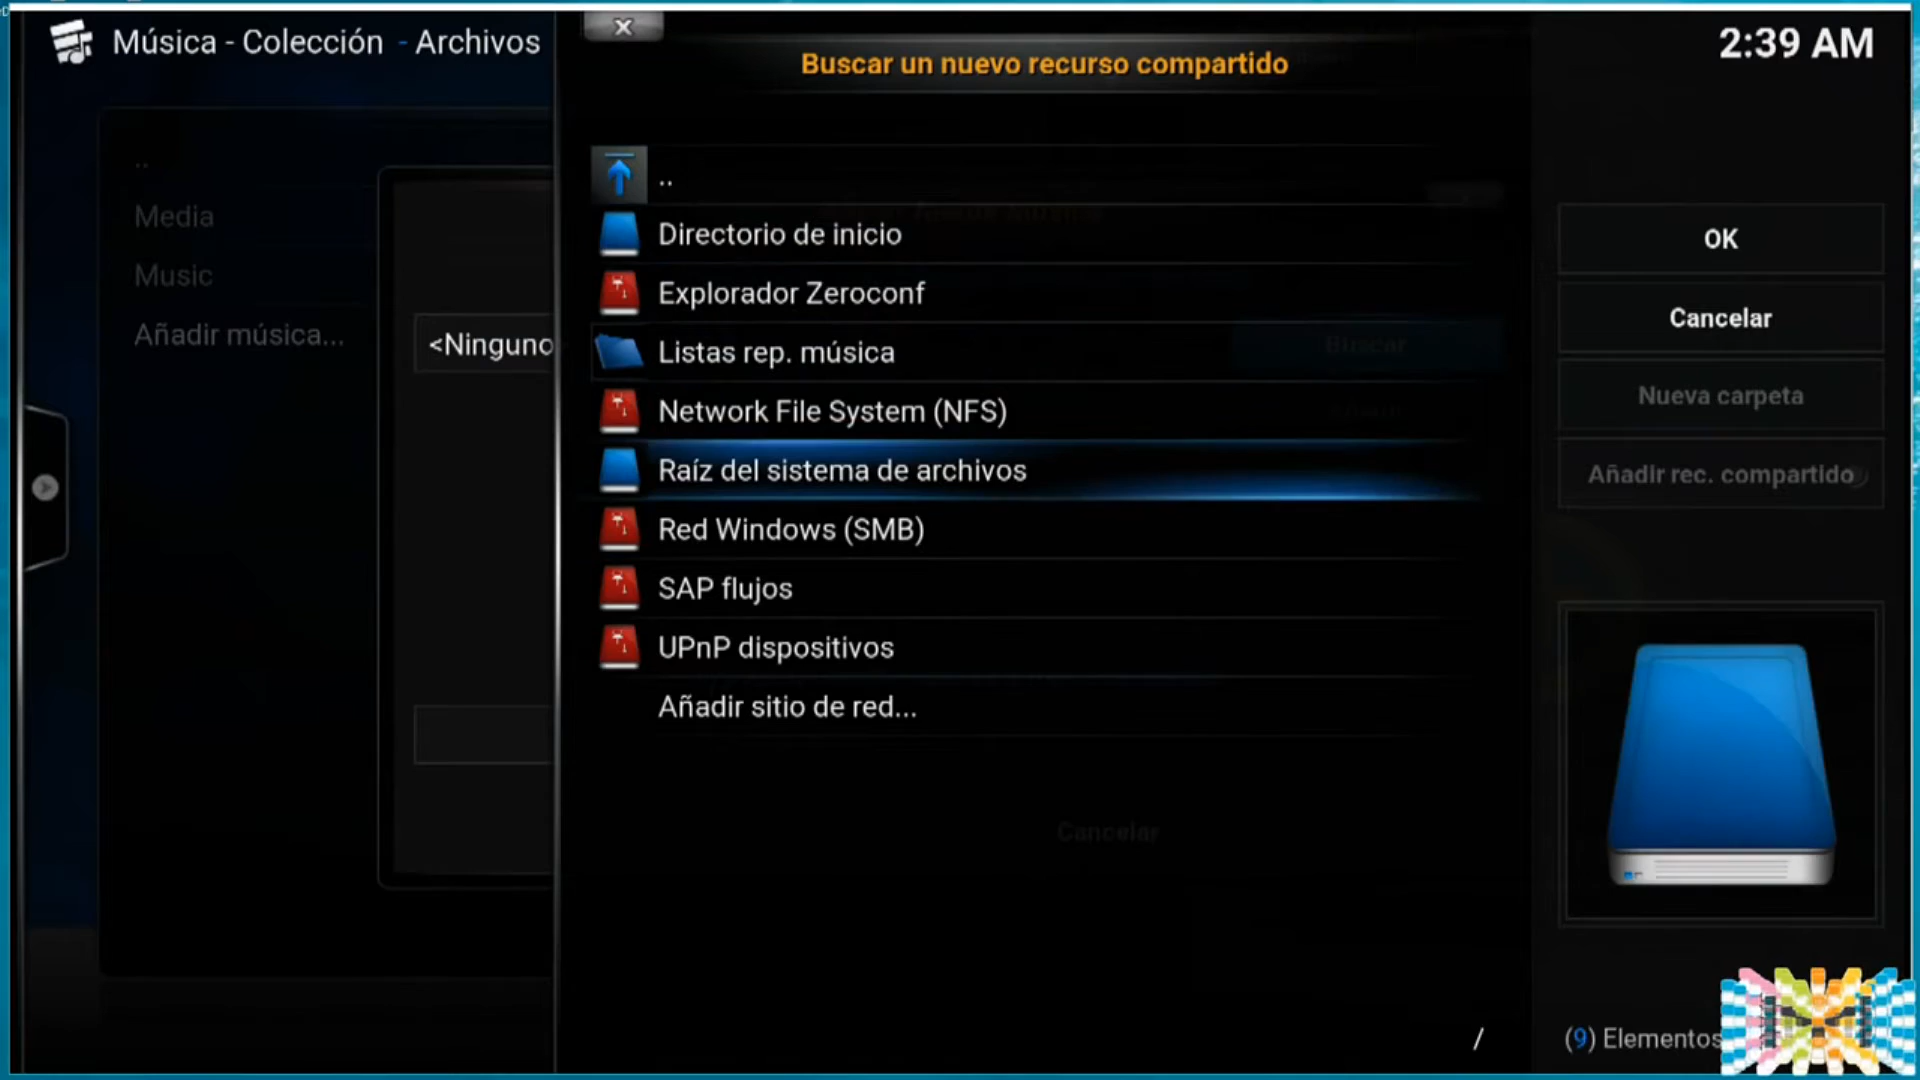 Música - Colección - Archivos
2:39 AM
x
Buscar un nuevo recurso compartido
..
Media
Music
Añadir música...
<Ninguno
..
Directorio de inicio
Explorador Zeroconf
Listas rep. música
Network File System (NFS)
Raíz del sistema de archivos
Red Windows (SMB)
SAP flujos
UPnP dispositivos
Añadir sitio de red...
Buscar
Cancelar
OK
Cancelar
Nueva carpeta
Añadir rec. compartido
/
(9) Elementos